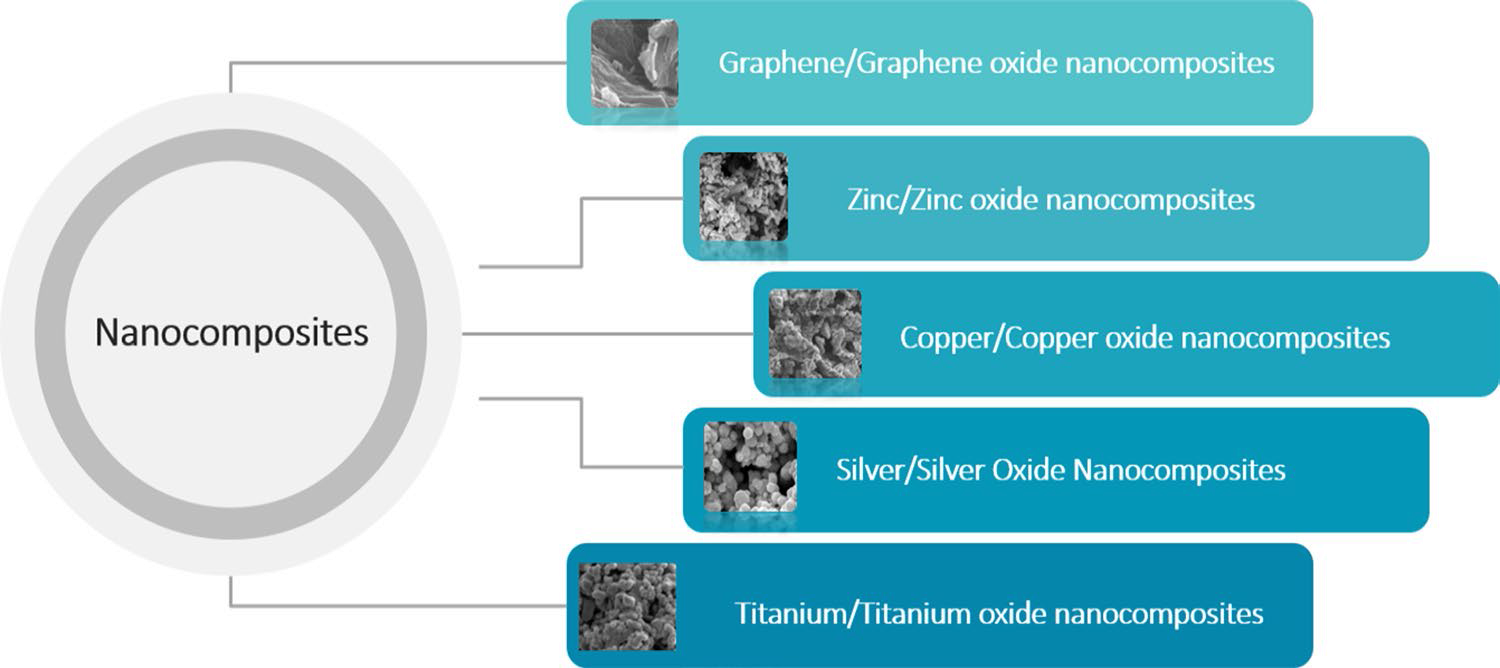 Graphene/Graphene oxide nanocomposites
Zinc/Zinc oxide nanocomposites
Nanocomposites
Copper/Copper oxide nanocomposites
Silver/Silver Oxide Nanocomposites
Titanium/Titanium oxide nanocomposites